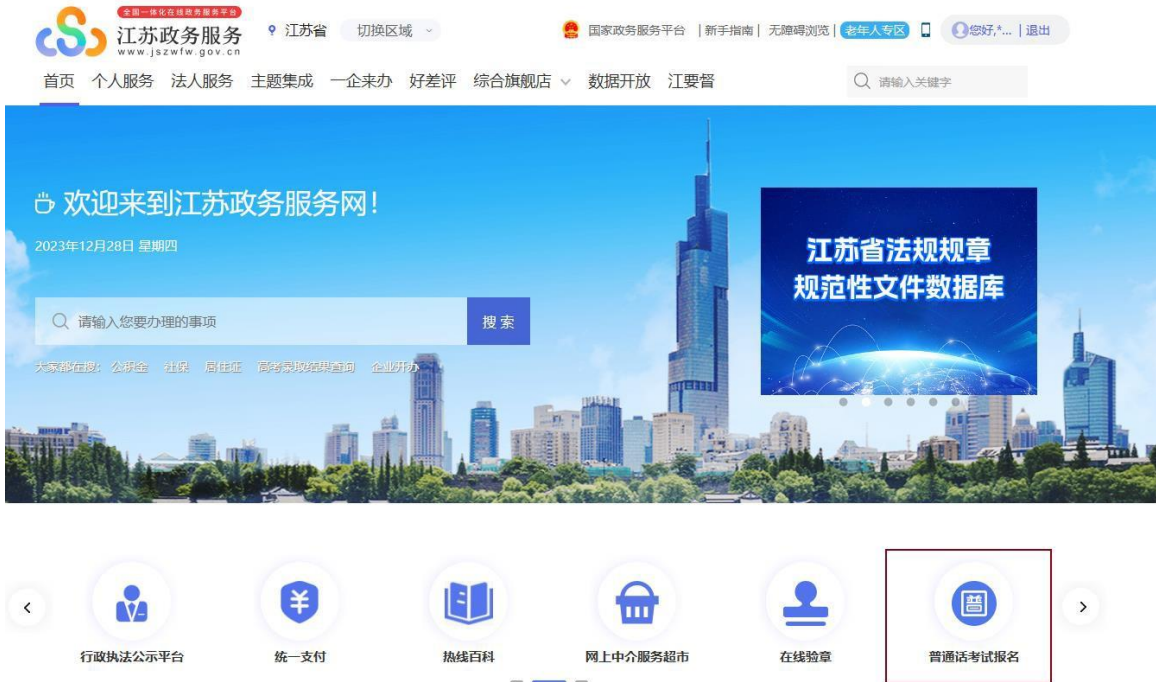 全国一体化在线政务服务平台
江苏政务服务
www.jszwfw.gov.cn
江苏省 切换区域
国家政务服务平台 | 新手指南 | 无障碍浏览 | 老年人专区 您好,*... | 退出
首页 个人服务 法人服务 主题集成 一企来办 好差评 综合旗舰店 数据开放 江要督
请输入关键字
欢迎来到江苏政务服务网！
2023年12月28日 星期四
江苏省法规规章
规范性文件数据库
请输入您要办理的事项 搜索
大家都在搜: 公积金 社保 居住证 高考录取结果查询 企业开办
行政执法公示平台 统一支付 热线百科 网上中介服务超市 在线验章 普通话考试报名